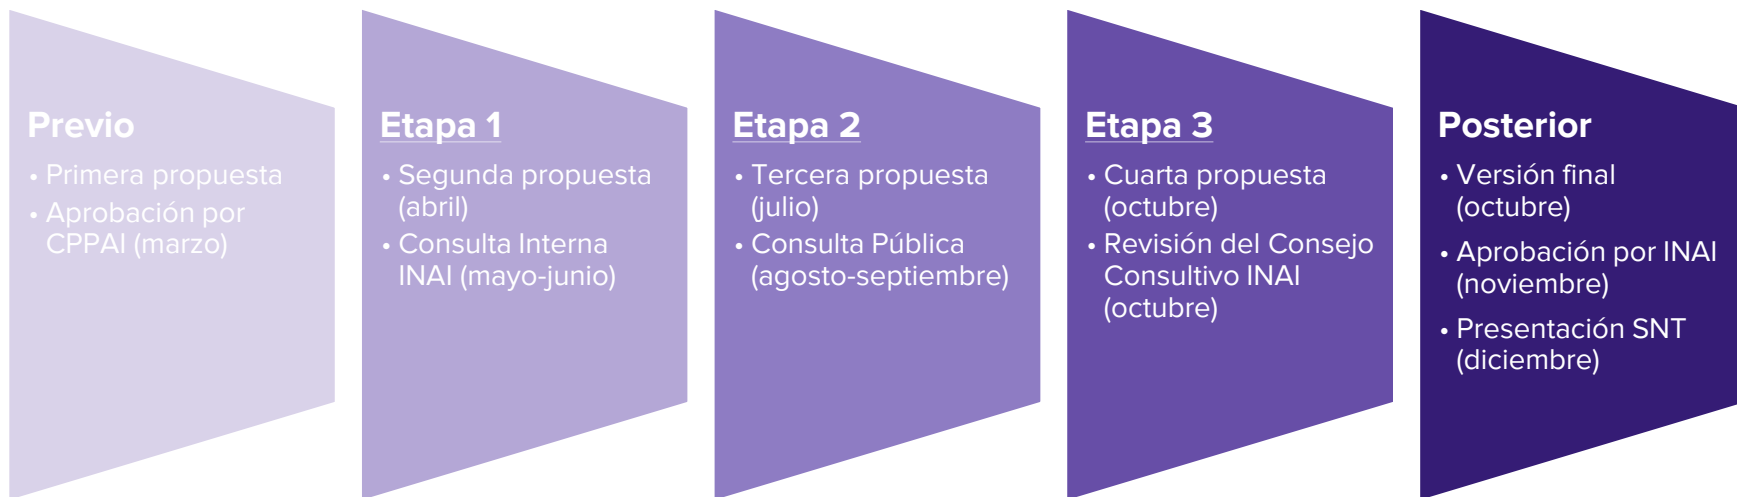 Previo
• Primera propuesta
• Aprobación por
CPPAI (marzo)
Etapa 1
• Segunda propuesta
(abril)
• Consulta Interna
INAI (mayo-junio)
Etapa 2
• Tercera propuesta
(julio)
• Consulta Pública
(agosto-septiembre)
Etapa 3
• Cuarta propuesta
(octubre)
• Revisión del Consejo
Consultivo INAI
(octubre)
Posterior
• Versión final
(octubre)
• Aprobación por INAI
(noviembre)
• Presentación SNT
(diciembre)